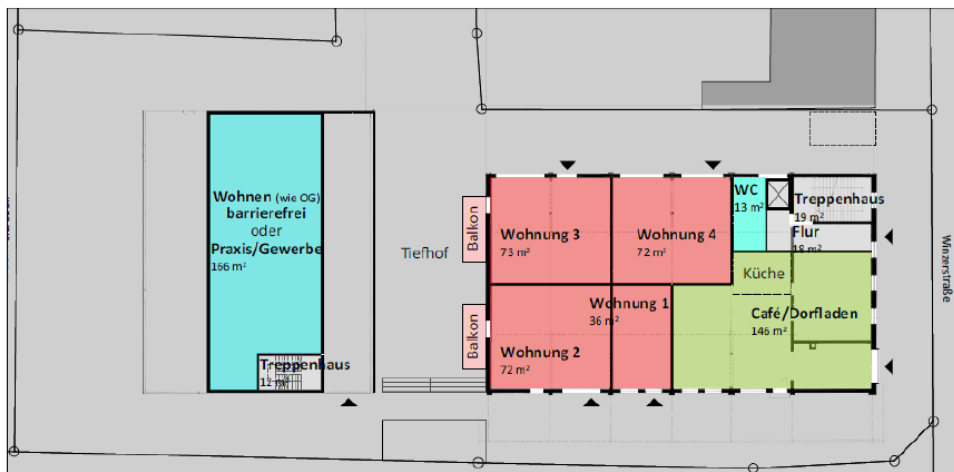 Wohnen (wie OG)
barrierefrei
oder
Praxis/Gewerbe
166 m²
Treppenhaus
12 m²
Tiefhof
Balkon
Balkon
Wohnung 3
73 m²
Wohnung 4
72 m²
WC
13 m²
Treppenhaus
19 m²
Flur
18 m²
Küche
Wohnung 1
36 m²
Café/Dorfladen
146 m²
Wohnung 2
72 m²
Winzerstraße